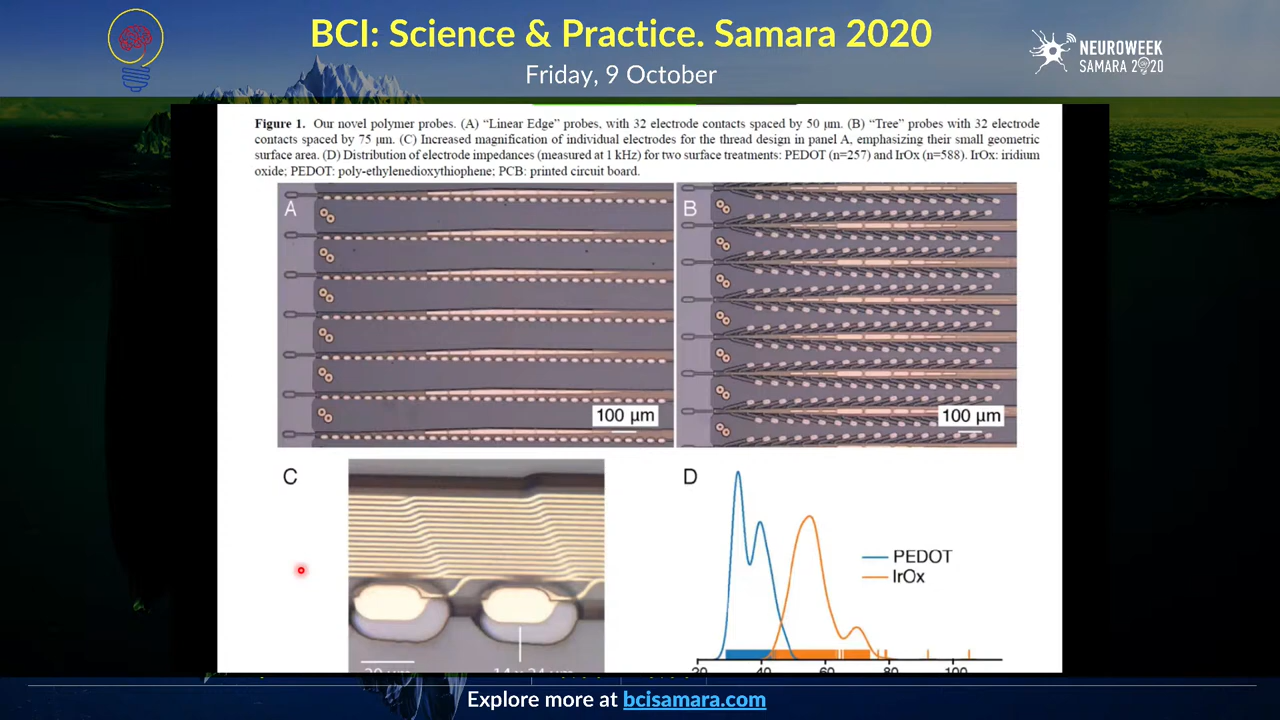 BCI: Science & Practice. Samara 2020
Friday, 9 October
NEUROWEEK
SAMARA 2020
Figure 1. Our novel polymer probes. (A) “Linear Edge” probes, with 32 electrode contacts spaced by 50 μm. (B) “Tree” probes with 32 electrode
contacts spaced by 75 μm. (C) Increased magnification of individual electrodes for the thread design in panel A, emphasizing their small geometric
surface area. (D) Distribution of electrode impedances (measured at 1 kHz) for two surface treatments: PEDOT (n=257) and IrOx (n=588). IrOx: iridium
oxide; PEDOT: poly-ethylenedioxythiophene; PCB: printed circuit board.
A
100 μm
B
100 μm
C
D
PEDOT
IrOx
20 40 60 80 100
Explore more at bcisamara.com